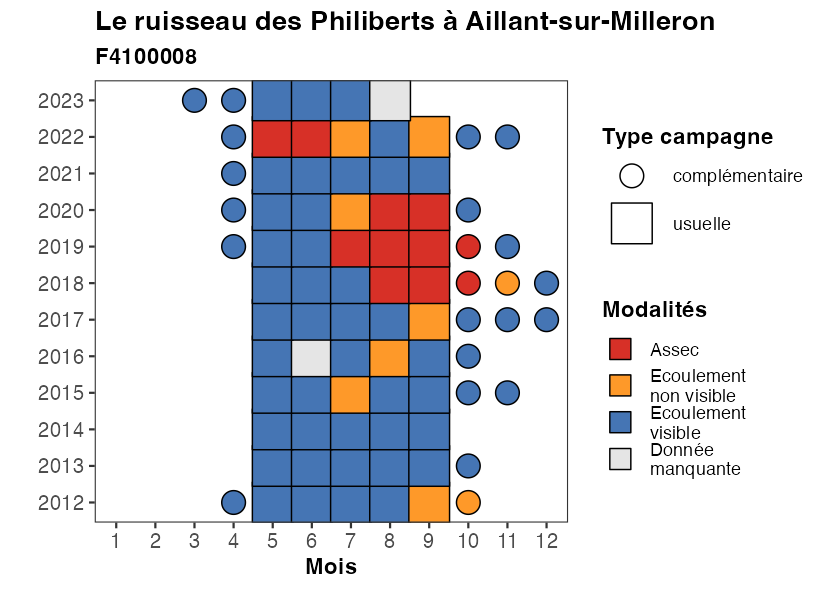 Le ruisseau des Philiberts à Aillant-sur-Milleron
F4100008
2023
2022
2021
2020
2019
2018
2017
2016
2015
2014
2013
2012
1 2 3 4 5 6 7 8 9 10 11 12
Mois
Type campagne
complémentaire
usuelle
Modalités
Assec
Ecoulement
non visible
Ecoulement
visible
Donnée
manquante